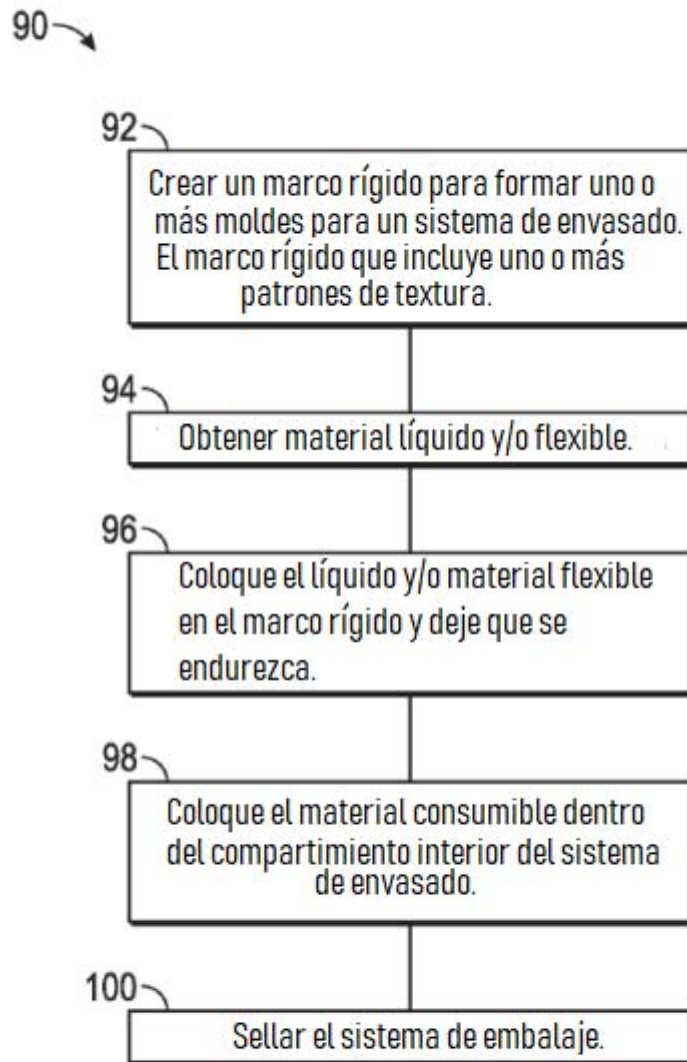 90
92
Crear un marco rígido para formar uno o
más moldes para un sistema de envasado.
El marco rígido que incluye uno o más
patrones de textura.
94
Obtener material líquido y/o flexible.
96
Coloque el líquido y/o material flexible
en el marco rígido y deje que se
endurezca.
98
Coloque el material consumible dentro
del compartimiento interior del sistema
de envasado.
100
Sellar el sistema de embalaje.